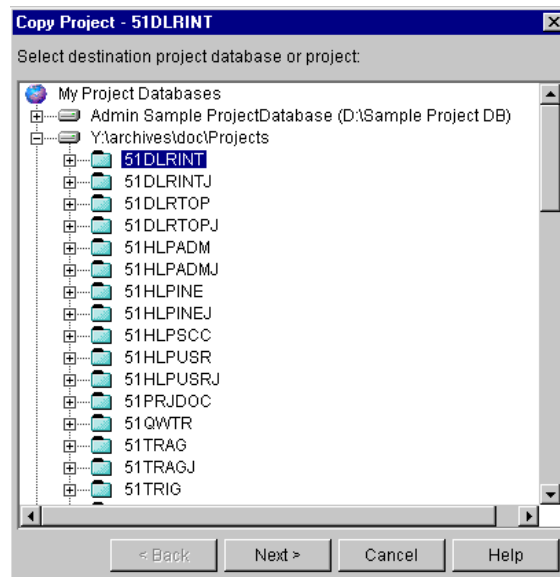 Copy Project - 51DLRINT
Select destination project database or project:
My Project Databases
Admin Sample ProjectDatabase (D:\Sample Project DB)
Y:\archives\doc\Projects
51DLRINT
51DLRINTJ
51DLRTOP
51DLRTOPJ
51HLPADM
51HLPADMJ
51HLPINE
51HLPINEJ
51HLPSCC
51HLPUSR
51HLPUSRJ
51PRJDOC
51QWTR
51TRAG
51TRAGJ
51TRIG
< Back Next > Cancel Help